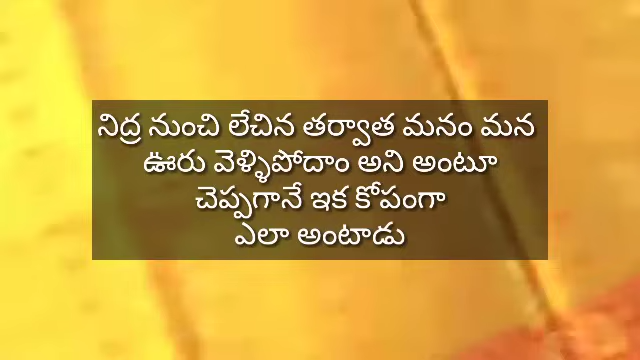 నిద్ర నుంచి లేచిన తర్వాత మనం మన
ఊరు వెళ్ళిపోదాం అని అంటూ
చెప్పగానే ఇక కోపంగా
ఎలా అంటాడు